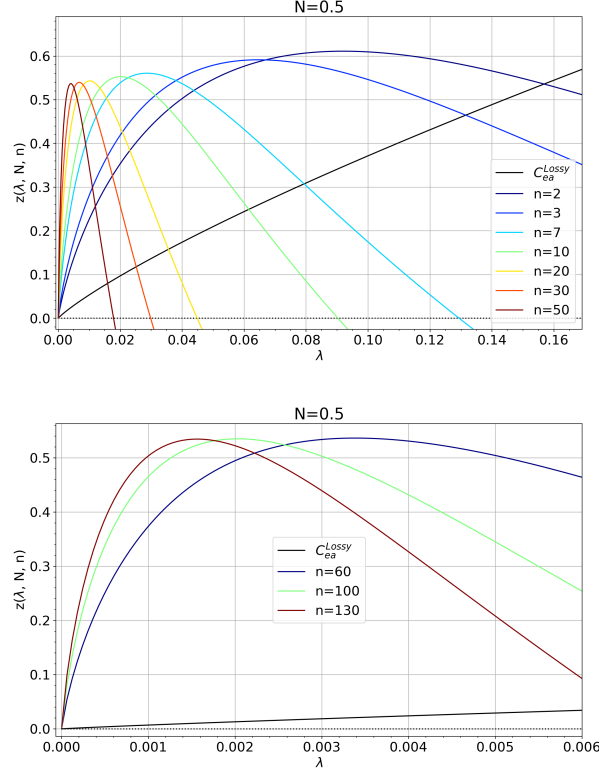 N=0.5
z(λ, N, n)
0.6
0.5
0.4
0.3
0.2
0.1
0.0
C_ea^Lossy
n=2
n=3
n=7
n=10
n=20
n=30
n=50
0.00 0.02 0.04 0.06 0.08 0.10 0.12 0.14 0.16
λ
N=0.5
z(λ, N, n)
0.5
0.4
0.3
0.2
0.1
0.0
C_ea^Lossy
n=60
n=100
n=130
0.000 0.001 0.002 0.003 0.004 0.005 0.006
λ